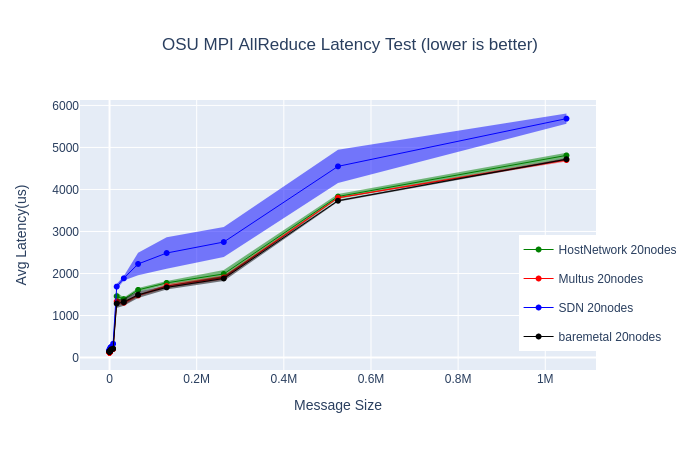 OSU MPI AllReduce Latency Test (lower is better)
6000
5000
4000
3000
2000
1000
0
Avg Latency(us)
0 0.2M 0.4M 0.6M 0.8M 1M
Message Size
HostNetwork 20nodes
Multus 20nodes
SDN 20nodes
baremetal 20nodes